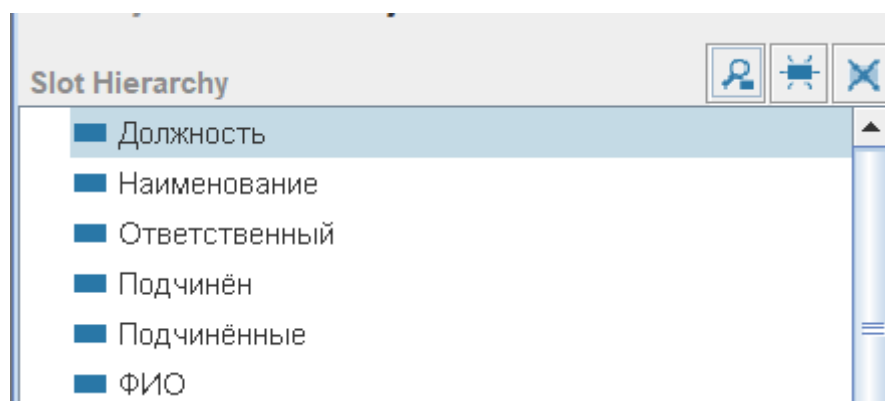 Slot Hierarchy
Должность
Наименование
Ответственный
Подчинён
Подчинённые
ФИО